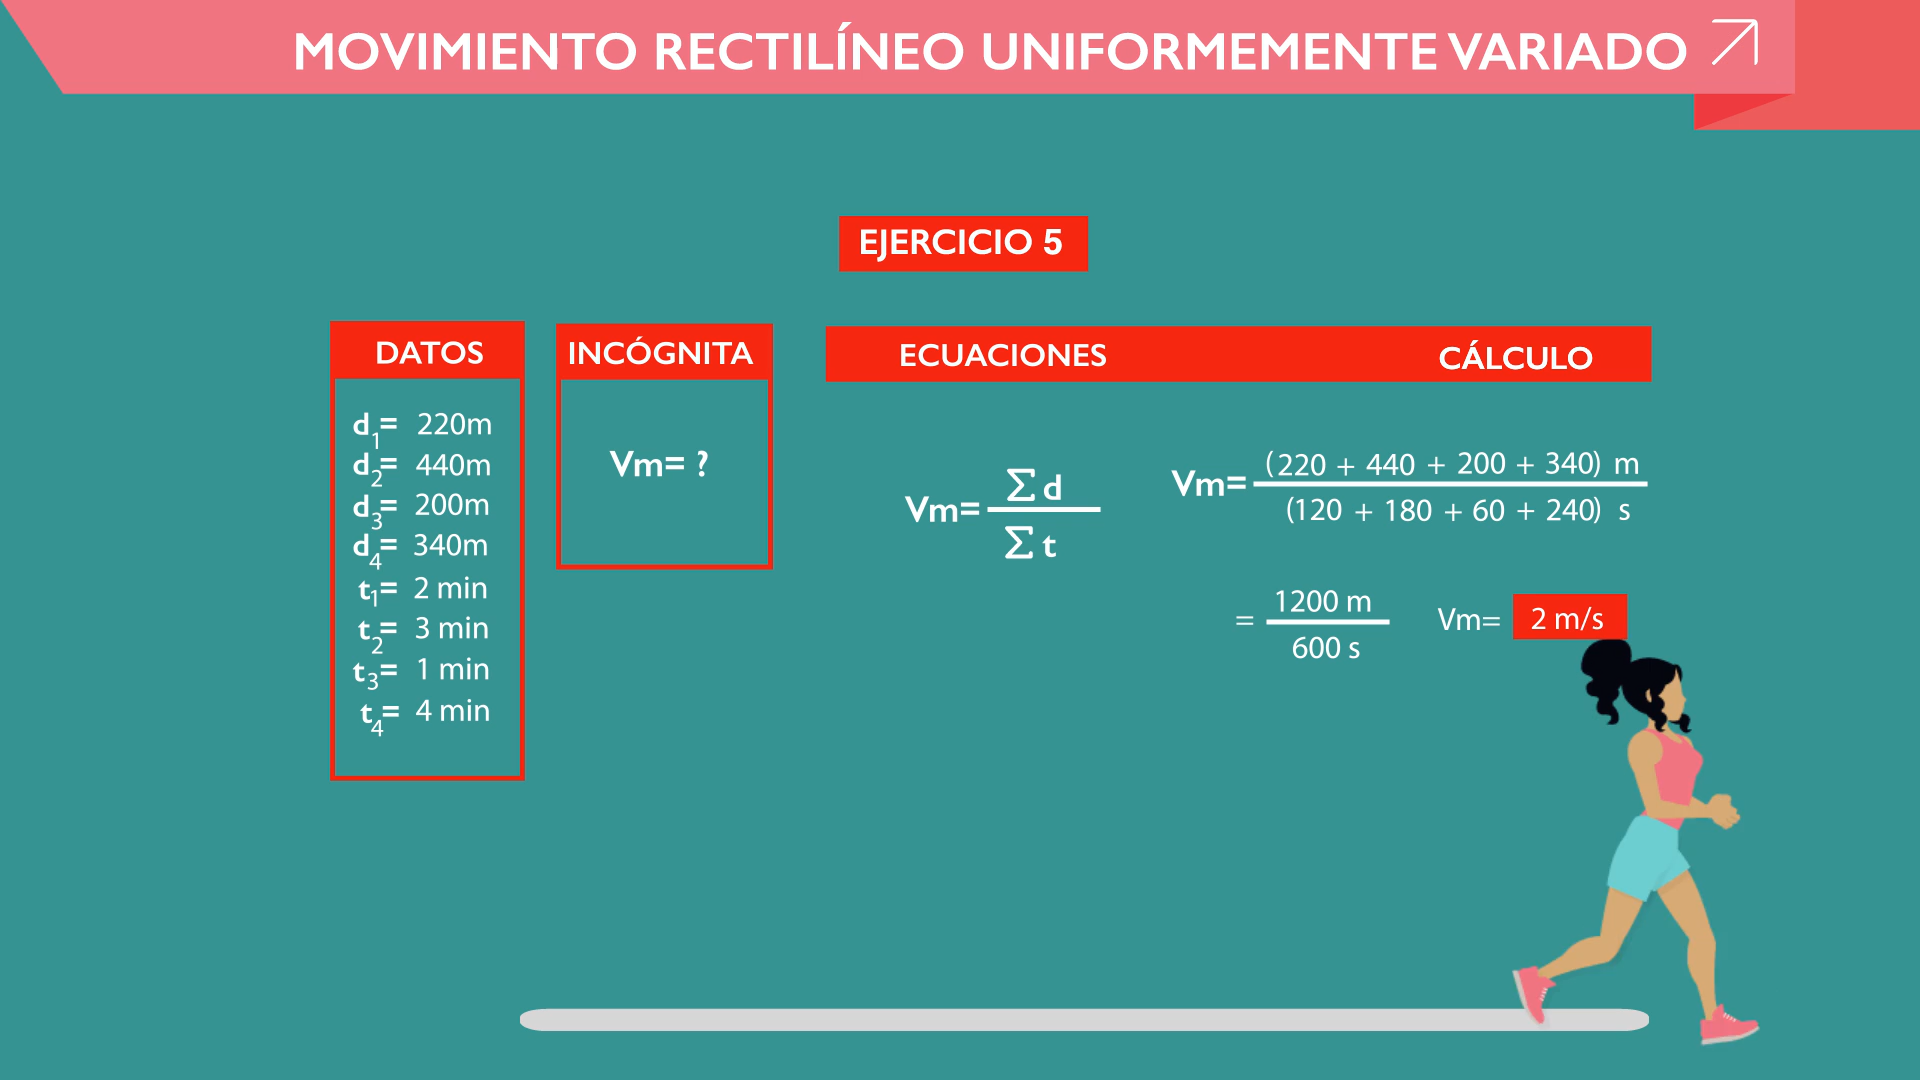 MOVIMIENTO RECTILÍNEO UNIFORMEMENTE VARIADO
EJERCICIO 5
DATOS
d1= 220m
d2= 440m
d3= 200m
d4= 340m
t1= 2 min
t2= 3 min
t3= 1 min
t4= 4 min
INCÓGNITA
Vm= ?
ECUACIONES
Vm= Σ d
Σ t
CÁLCULO
Vm= (220 + 440 + 200 + 340) m
(120 + 180 + 60 + 240) s
= 1200 m
600 s
Vm= 2 m/s